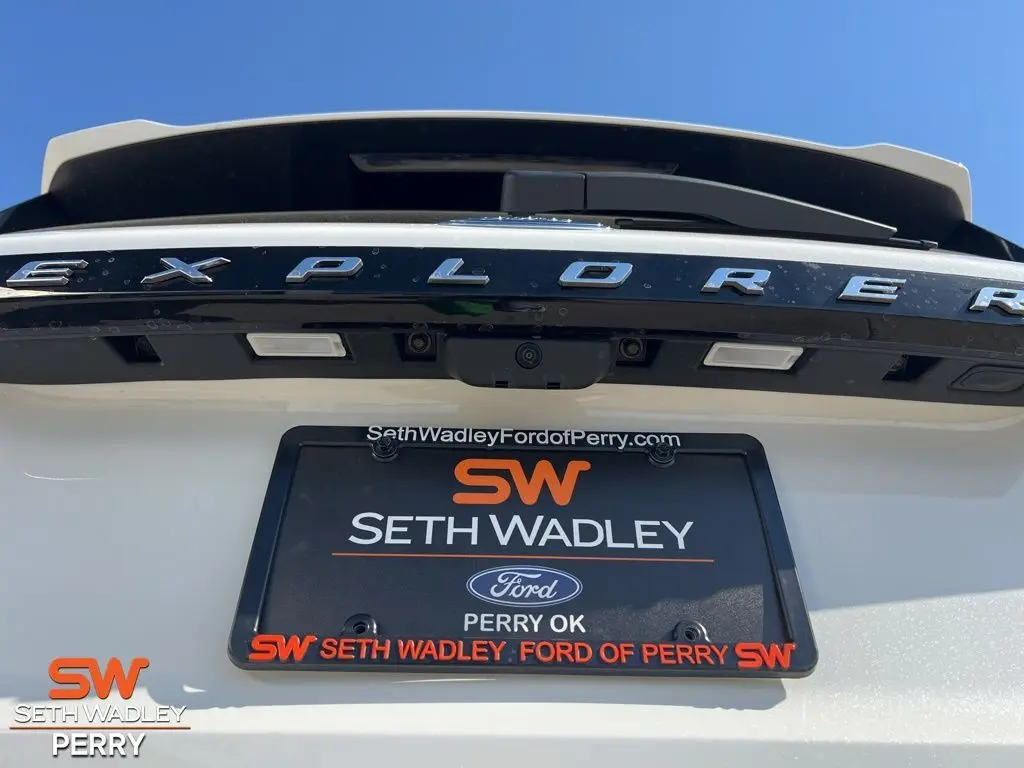 EXPLORER
SethWadleyFordofPerry.com
SW
SETH WADLEY
Ford
PERRY OK
SW SETH WADLEY FORD OF PERRY SW
SW
SETH WADLEY
PERRY